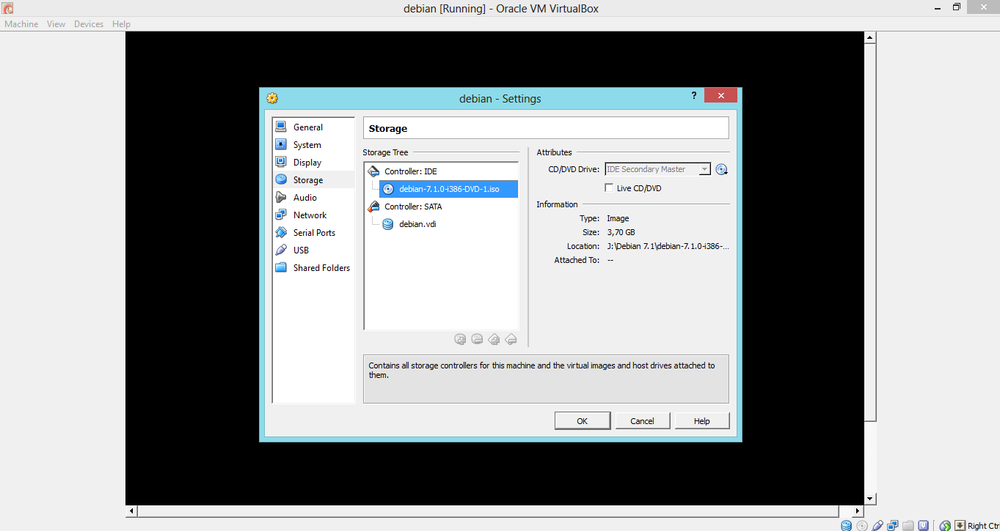 debian [Running] - Oracle VM VirtualBox
Machine View Devices Help
debian - Settings
?
General
System
Display
Storage
Audio
Network
Serial Ports
USB
Shared Folders
Storage
Storage Tree
Controller: IDE
debian-7.1.0-i386-DVD-1.iso
Controller: SATA
debian.vdi
Attributes
CD/DVD Drive: IDE Secondary Master
Live CD/DVD
Information
Type: Image
Size: 3,70 GB
Location: J:\Debian 7.1\debian-7.1.0-i386-...
Attached To: --
Contains all storage controllers for this machine and the virtual images and host drives attached to
them.
OK Cancel Help
Right Ctrl